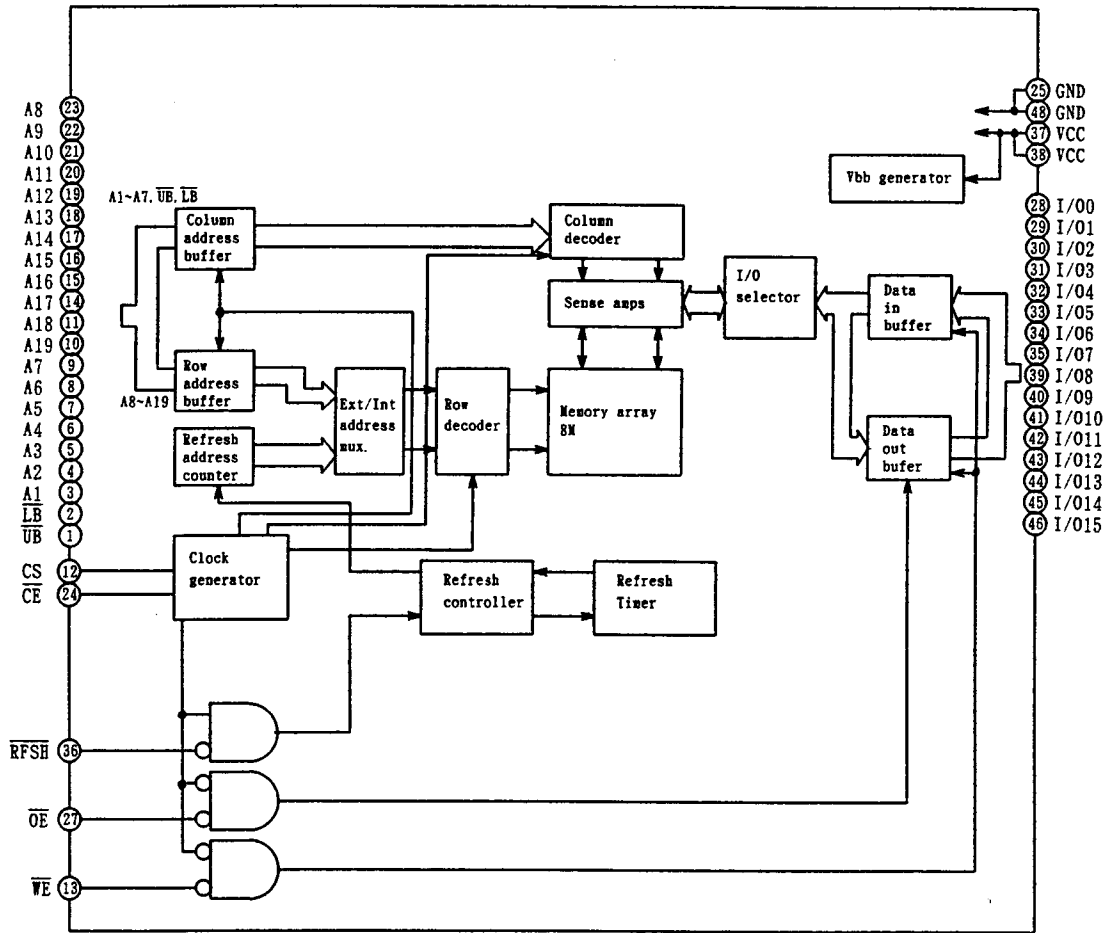 A8 23
A9 22
A10 21
A11 20
A12 19
A13 18
A14 17
A15 16
A16 15
A17 14
A18 11
A19 10
A7 9
A6 8
A5 7
A4 6
A3 5
A2 4
A1 3
LB 2
UB 1
CS 12
CE 24
RFSH 36
OE 27
WE 13
A1~A7, UB, LB
Column
address
buffer
Row
address
buffer
A8~A19
Refresh
address
counter
Ext/Int
address
mux.
Row
decoder
Column
decoder
Sense amps
Memory array
8M
I/O
selector
Data
in
buffer
Data
out
bufer
Vbb generator
Clock
generator
Refresh
controller
Refresh
Timer
25 GND
48 GND
37 VCC
38 VCC
28 I/O0
29 I/O1
30 I/O2
31 I/O3
32 I/O4
33 I/O5
34 I/O6
35 I/O7
39 I/O8
40 I/O9
41 I/O10
42 I/O11
43 I/O12
44 I/O13
45 I/O14
46 I/O15